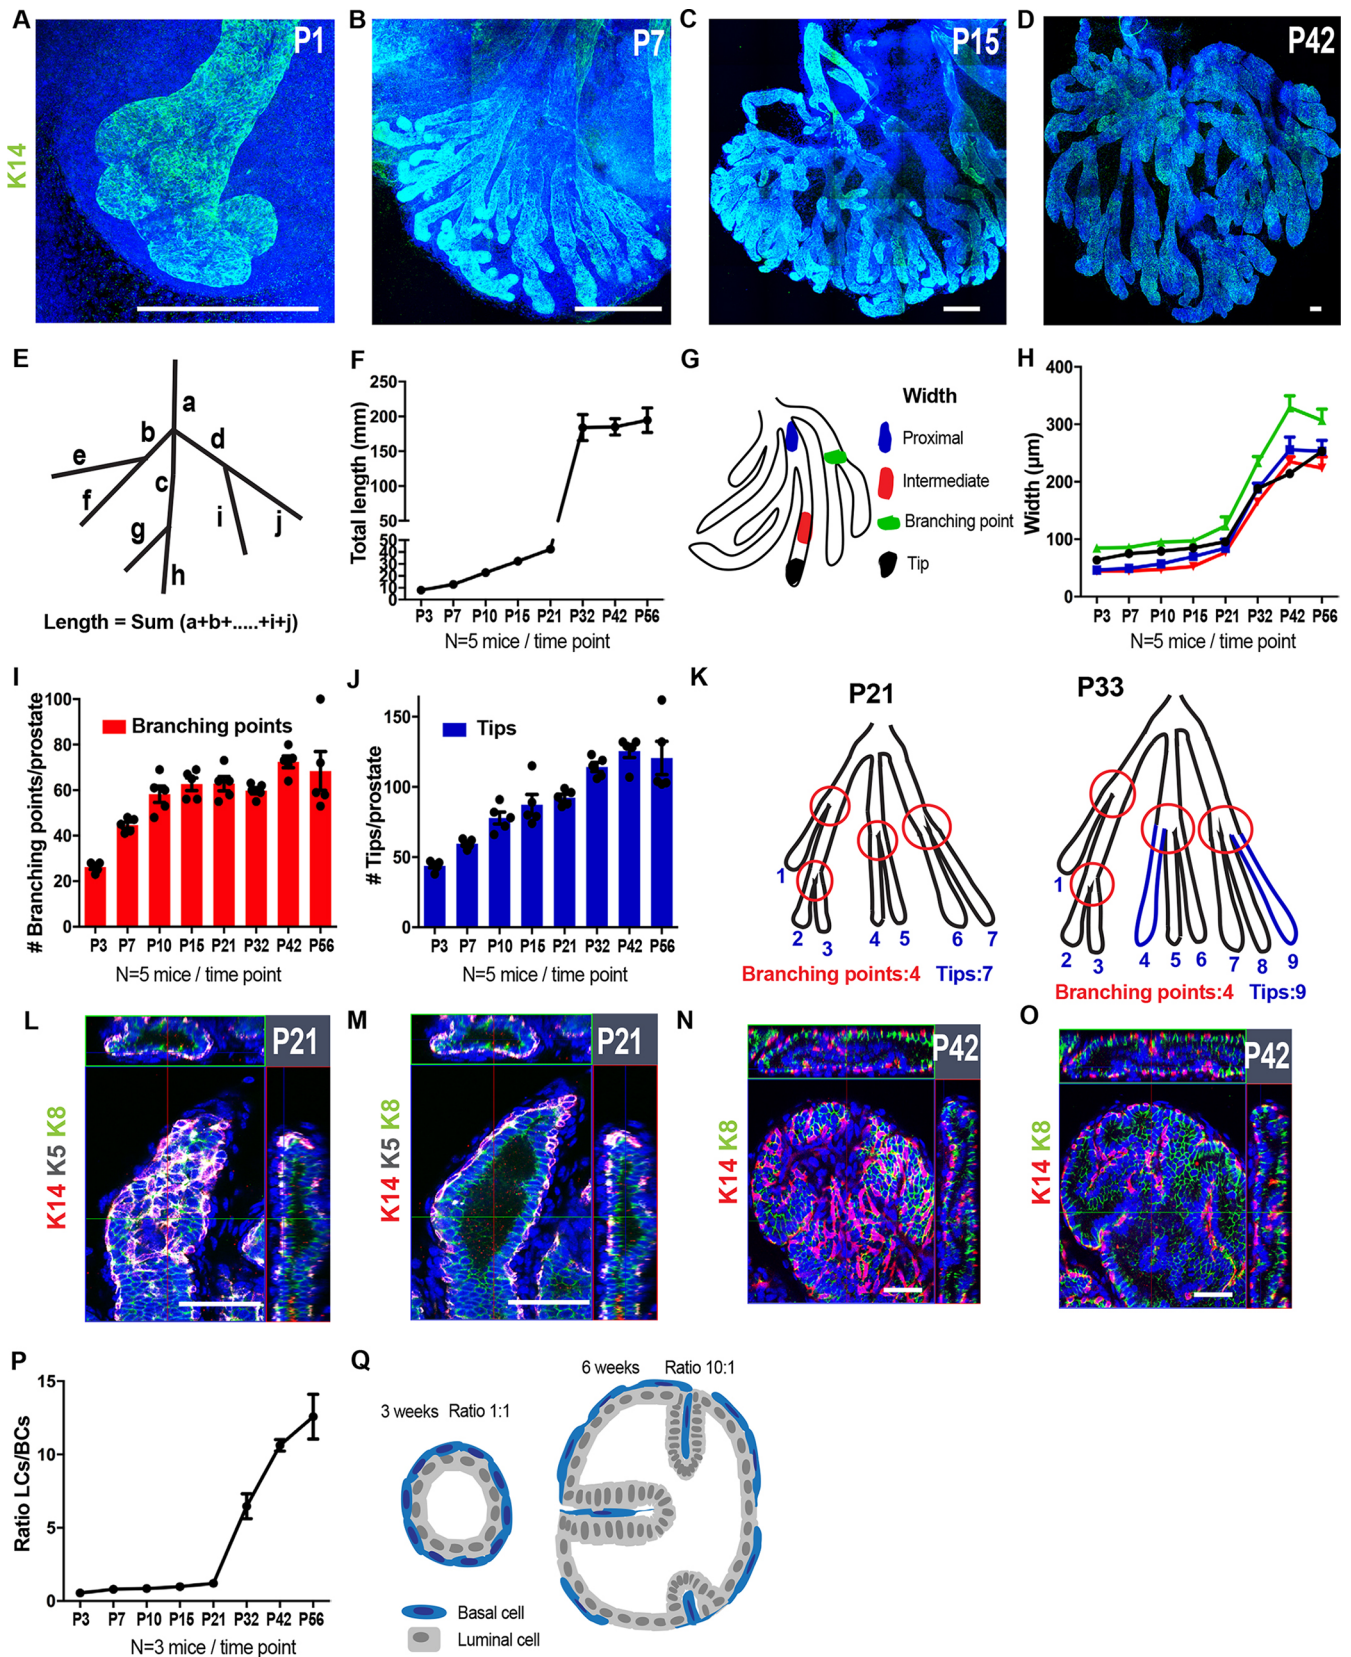 A
P1
B
P7
C
P15
D
P42
K14
E
a
b
d
e
c
f
g
i
j
h
Length = Sum (a+b+.....+i+j)
F
Total length (mm)
250
200
150
100
50
50
40
30
20
10
0
P3 P7 P10 P15 P21 P32 P42 P56
N=5 mice / time point
G
Width
Proximal
Intermediate
Branching point
Tip
H
Width (µm)
400
300
200
100
0
P3 P7 P10 P15 P21 P32 P42 P56
N=5 mice / time point
I
# Branching points/prostate
100
80
60
40
20
0
Branching points
P3 P7 P10 P15 P21 P32 P42 P56
N=5 mice / time point
J
# Tips/prostate
150
100
50
0
Tips
P3 P7 P10 P15 P21 P32 P42 P56
N=5 mice / time point
K
P21
1
2
3
4
5
6
7
Branching points:4 Tips:7
P33
1
2
3
4
5
6
7
8
9
Branching points:4 Tips:9
L
P21
K14 K5 K8
M
P21
K14 K5 K8
N
P42
K14 K8
O
P42
K14 K8
P
Ratio LCs/BCs
15
10
5
0
P3 P7 P10 P15 P21 P32 P42 P56
N=3 mice / time point
Q
3 weeks Ratio 1:1
6 weeks Ratio 10:1
Basal cell
Luminal cell